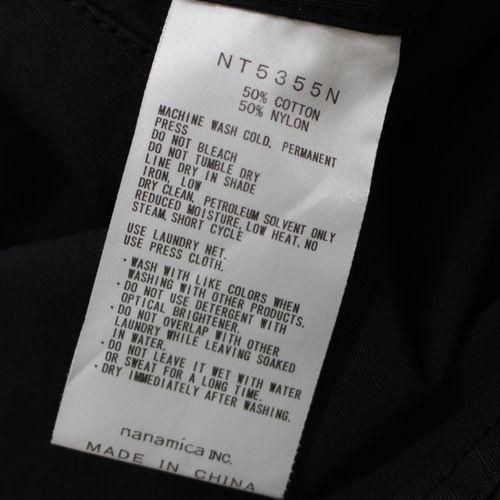 NT5355N
50% COTTON
50% NYLON
MACHINE WASH COLD, PERMANENT
PRESS
DO NOT BLEACH
DO NOT TUMBLE DRY
LINE DRY IN SHADE
IRON, LOW
DRY CLEAN, PETROLEUM SOLVENT ONLY
REDUCED MOISTURE, LOW HEAT, NO
STEAM, SHORT CYCLE
USE LAUNDRY NET.
USE PRESS CLOTH.
・WASH WITH LIKE COLORS WHEN
WASHING WITH OTHER PRODUCTS.
・DO NOT USE DETERGENT WITH
OPTICAL BRIGHTENER.
・DO NOT OVERLAP WITH OTHER
LAUNDRY WHILE LEAVING SOAKED
IN WATER.
・DO NOT LEAVE IT WET WITH WATER
OR SWEAT FOR A LONG TIME.
・DRY IMMEDIATELY AFTER WASHING.
nanamica INC.
MADE IN CHINA